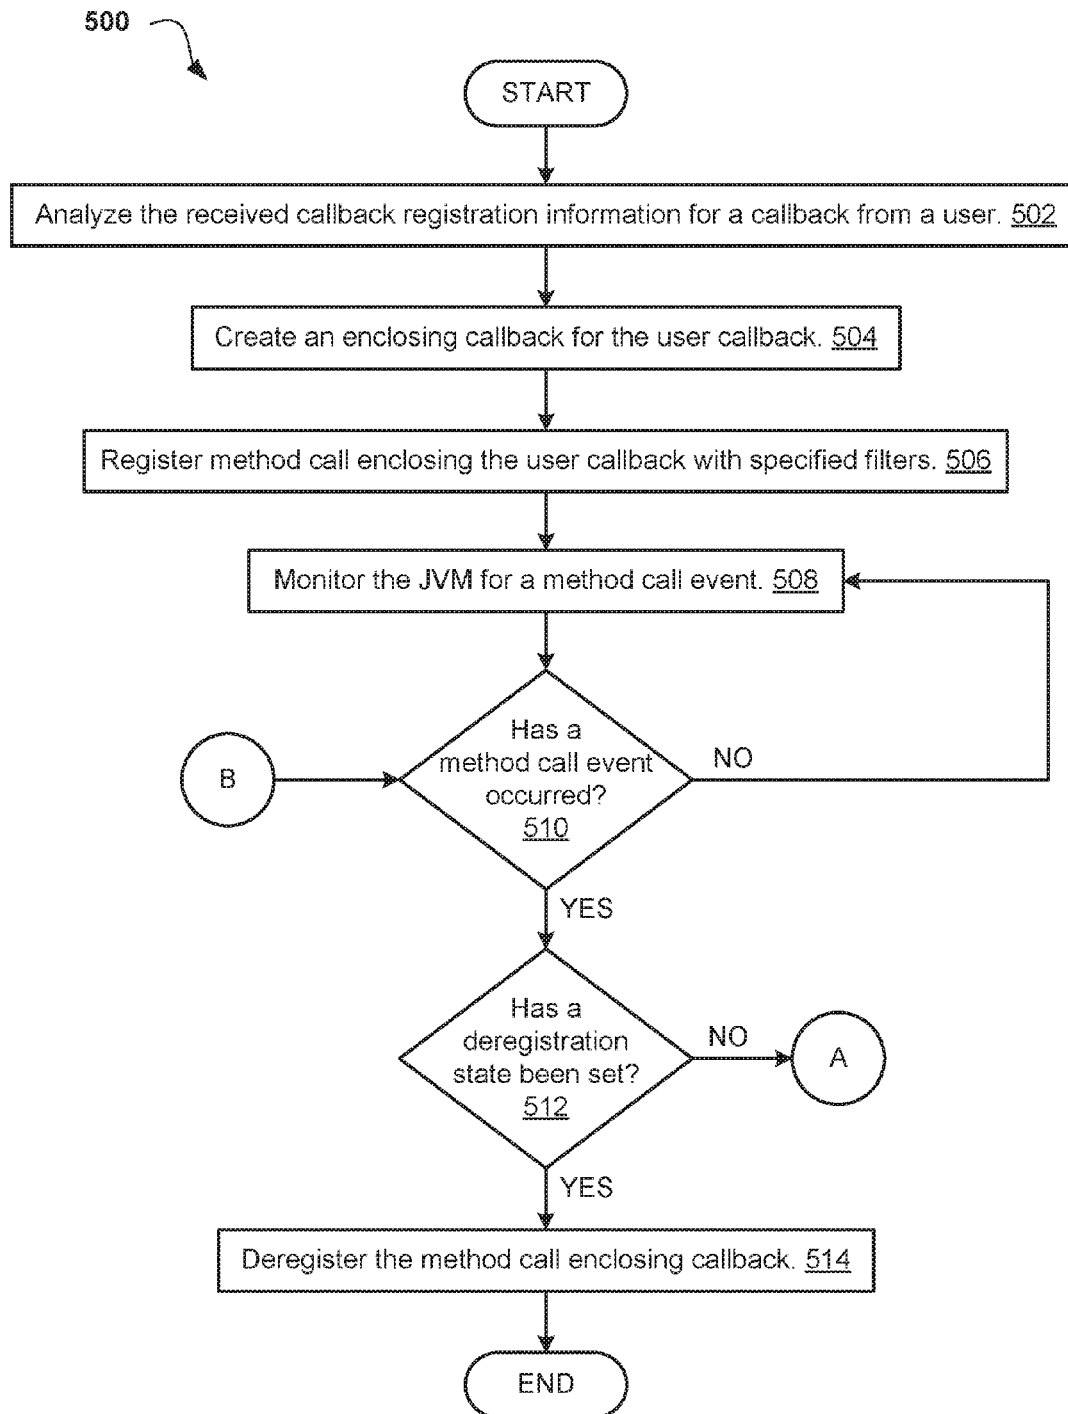 500
START
Analyze the received callback registration information for a callback from a user. 502
Create an enclosing callback for the user callback. 504
Register method call enclosing the user callback with specified filters. 506
Monitor the JVM for a method call event. 508
Has a
method call event
occurred?
510
NO
B
YES
Has a
deregistration
state been set?
512
NO
A
YES
Deregister the method call enclosing callback. 514
END